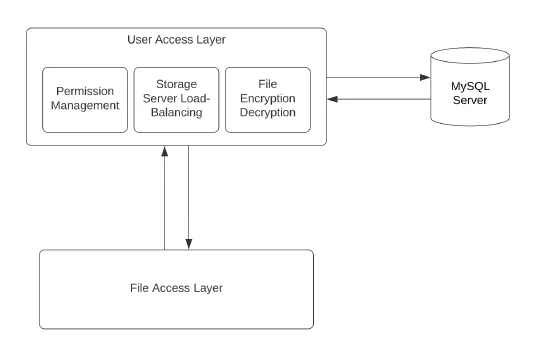 User Access Layer
Permission
Management
Storage
Server Load-
Balancing
File
Encryption
Decryption
MySQL
Server
File Access Layer